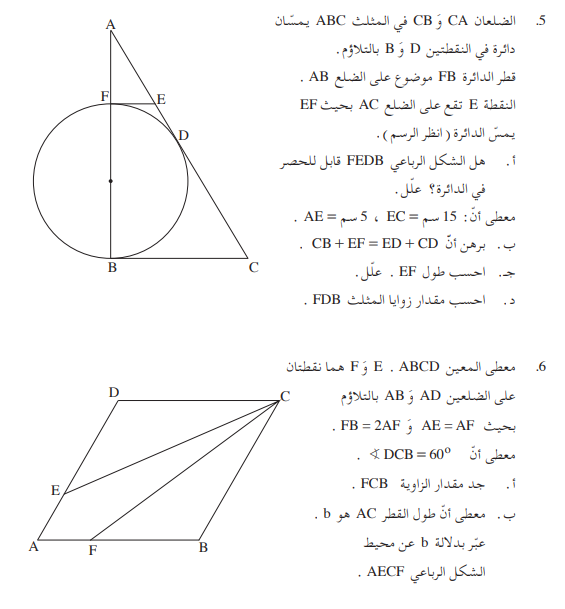 5. الضلعان CA وَ CB في المثلث ABC يمسّان
دائرة في النقطتين D وَ B بالتلاؤم.
قطر الدائرة FB موضوع على الضلع AB .
النقطة E تقع على الضلع AC بحيث EF
يمسّ الدائرة (انظر الرسم).
أ. هل الشكل الرباعي FEDB قابل للحصر
في الدائرة؟ علّل.
معطى أنّ: EC = 15 سم ، AE = 5 سم .
ب. برهن أنّ CB + EF = ED + CD .
جـ. احسب طول EF . علّل.
د. احسب مقدار زوايا المثلث FDB .
A
F
E
D
B
C
6. معطى المعين ABCD . E وَ F هما نقطتان
على الضلعين AD وَ AB بالتلاؤم
بحيث AE = AF وَ FB = 2AF .
معطى أنّ ∢ DCB = 60⁰ .
أ. جد مقدار الزاوية FCB .
ب. معطى أنّ طول القطر AC هو b .
عبّر بدلالة b عن محيط
الشكل الرباعي AECF .
D
C
E
A
F
B